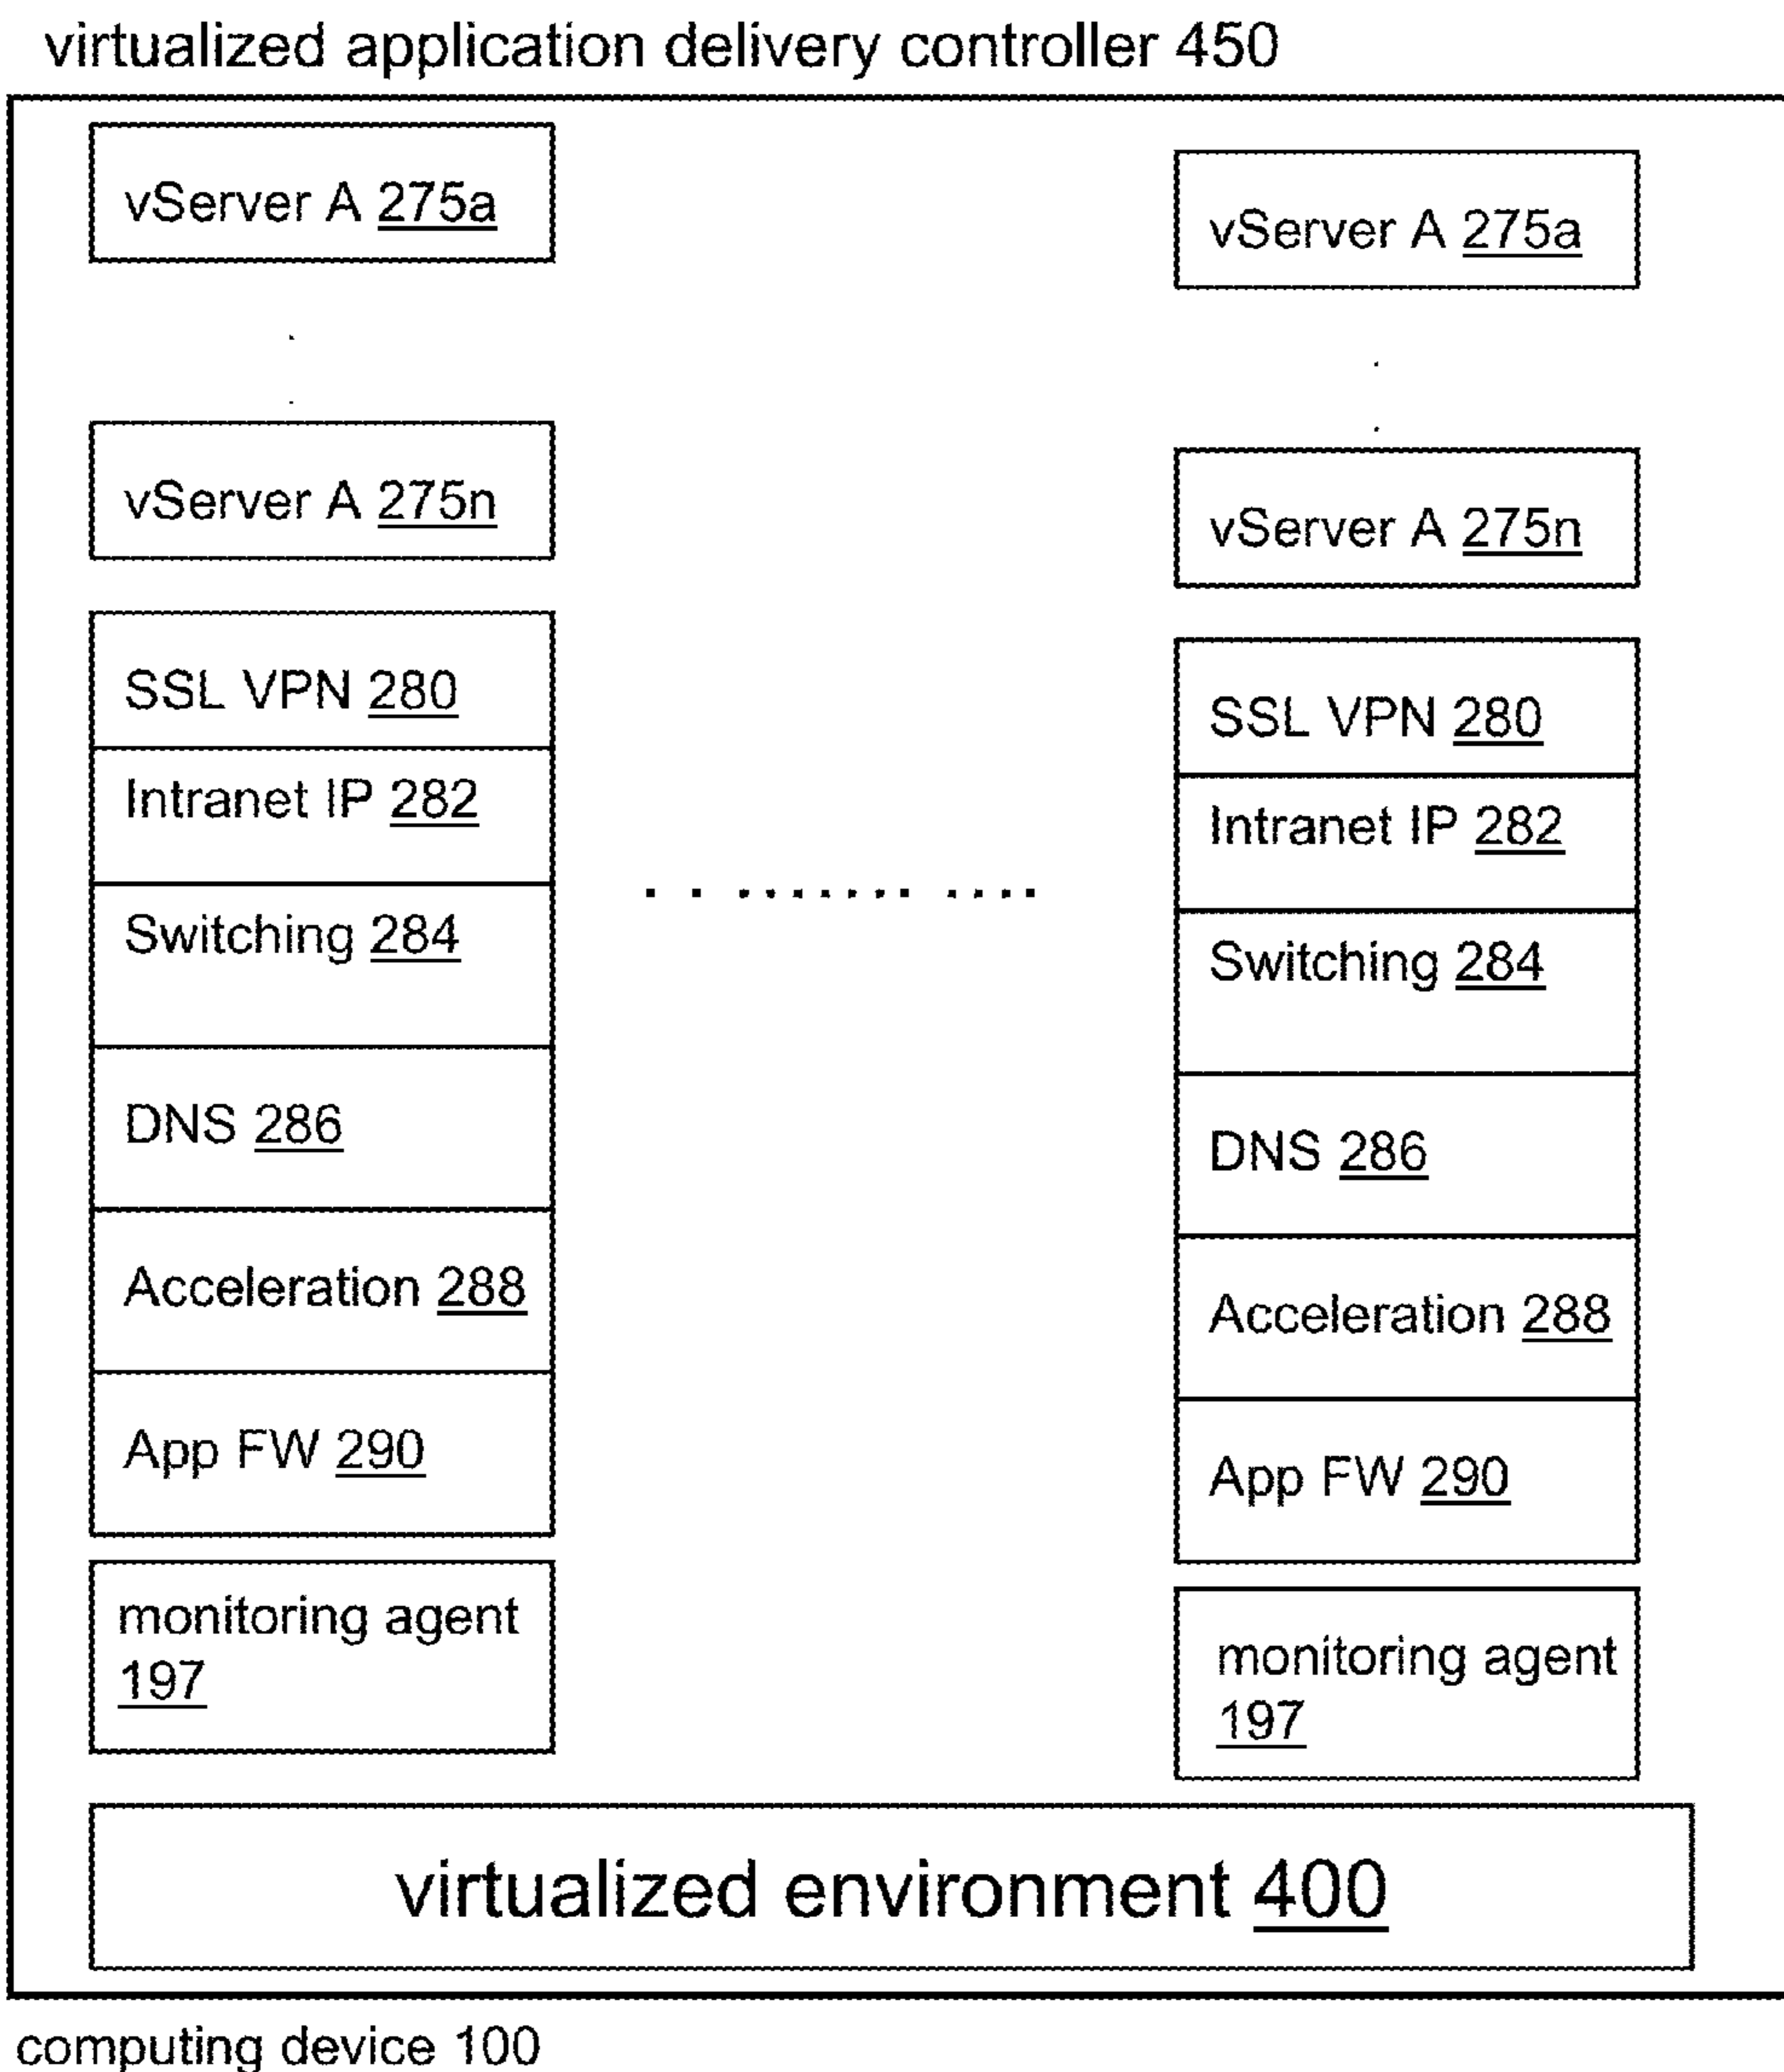 virtualized application delivery controller 450
vServer A 275a
vServer A 275n
SSL VPN 280
Intranet IP 282
Switching 284
DNS 286
Acceleration 288
App FW 290
monitoring agent
197
vServer A 275a
vServer A 275n
SSL VPN 280
Intranet IP 282
Switching 284
DNS 286
Acceleration 288
App FW 290
monitoring agent
197
virtualized environment 400
computing device 100